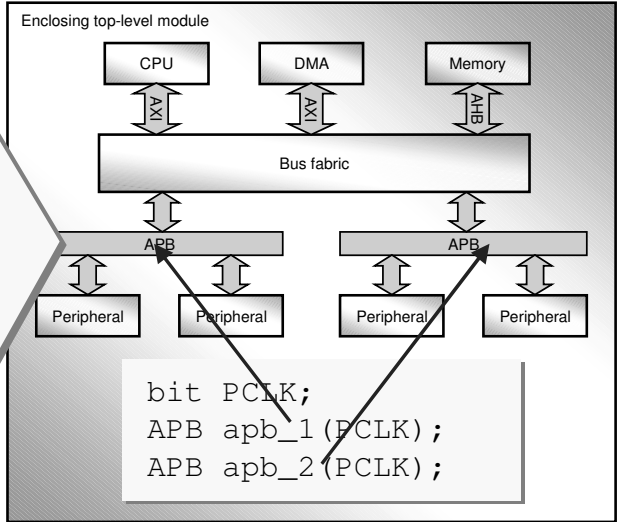 Enclosing top-level module
CPU
DMA
Memory
AXI
AXI
AHB
Bus fabric
APB
APB
Peripheral
Peripheral
Peripheral
Peripheral
bit PCLK;
APB apb_1(PCLK);
APB apb_2(PCLK);